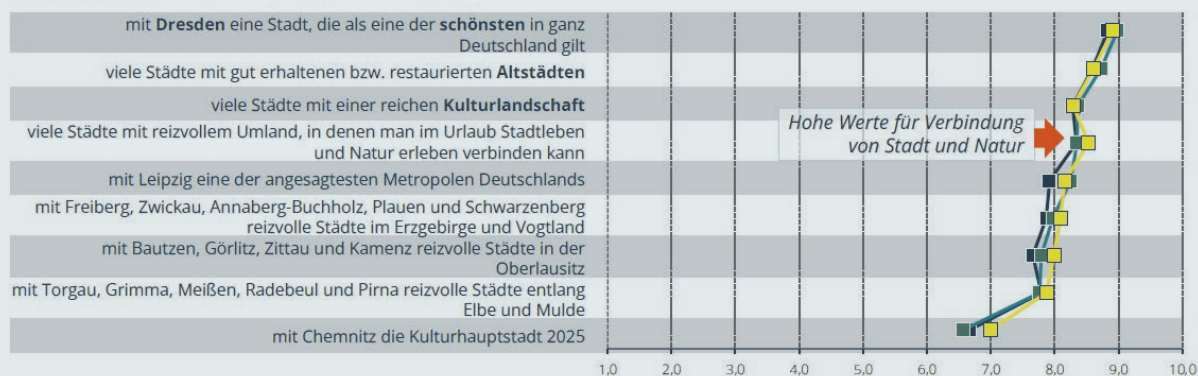 mit Dresden eine Stadt, die als eine der schönsten in ganz
Deutschland gilt
viele Städte mit gut erhaltenen bzw. restaurierten Altstädten
viele Städte mit einer reichen Kulturlandschaft
viele Städte mit reizvollem Umland, in denen man im Urlaub Stadtleben
und Natur erleben verbinden kann
Hohe Werte für Verbindung
von Stadt und Natur
mit Leipzig eine der angesagtesten Metropolen Deutschlands
mit Freiberg, Zwickau, Annaberg-Buchholz, Plauen und Schwarzenberg
reizvolle Städte im Erzgebirge und Vogtland
mit Bautzen, Görlitz, Zittau und Kamenz reizvolle Städte in der
Oberlausitz
mit Torgau, Grimma, Meißen, Radebeul und Pirna reizvolle Städte entlang
Elbe und Mulde
mit Chemnitz die Kulturhauptstadt 2025
1,0 2,0 3,0 4,0 5,0 6,0 7,0 8,0 9,0 10,0